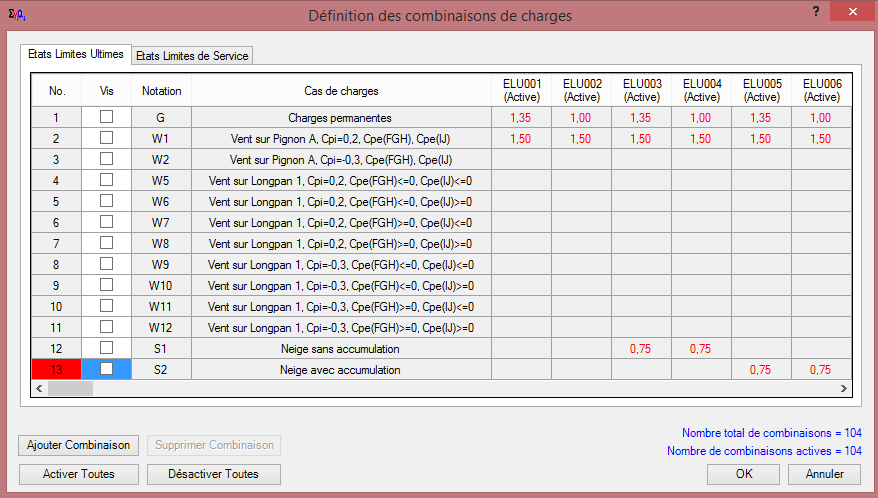 Définition des combinaisons de charges ? ×
Etats Limites Ultimes Etats Limites de Service
No. Vis Notation Cas de charges ELU001 (Active) ELU002 (Active) ELU003 (Active) ELU004 (Active) ELU005 (Active) ELU006 (Active)
1 G Charges permanentes 1,35 1,00 1,35 1,00 1,35 1,00
2 W1 Vent sur Pignon A, Cpi=0,2, Cpe(FGH), Cpe(IJ) 1,50 1,50 1,50 1,50 1,50 1,50
3 W2 Vent sur Pignon A, Cpi=-0,3, Cpe(FGH), Cpe(IJ)
4 W5 Vent sur Longpan 1, Cpi=0,2, Cpe(FGH)<=0, Cpe(IJ)<=0
5 W6 Vent sur Longpan 1, Cpi=0,2, Cpe(FGH)<=0, Cpe(IJ)>=0
6 W7 Vent sur Longpan 1, Cpi=0,2, Cpe(FGH)>=0, Cpe(IJ)<=0
7 W8 Vent sur Longpan 1, Cpi=0,2, Cpe(FGH)>=0, Cpe(IJ)>=0
8 W9 Vent sur Longpan 1, Cpi=-0,3, Cpe(FGH)<=0, Cpe(IJ)<=0
9 W10 Vent sur Longpan 1, Cpi=-0,3, Cpe(FGH)<=0, Cpe(IJ)>=0
10 W11 Vent sur Longpan 1, Cpi=-0,3, Cpe(FGH)>=0, Cpe(IJ)<=0
11 W12 Vent sur Longpan 1, Cpi=-0,3, Cpe(FGH)>=0, Cpe(IJ)>=0
12 S1 Neige sans accumulation 0,75 0,75
13 S2 Neige avec accumulation 0,75 0,75
Ajouter Combinaison Supprimer Combinaison Nombre total de combinaisons = 104
Nombre de combinaisons actives = 104
Activer Toutes Désactiver Toutes OK Annuler